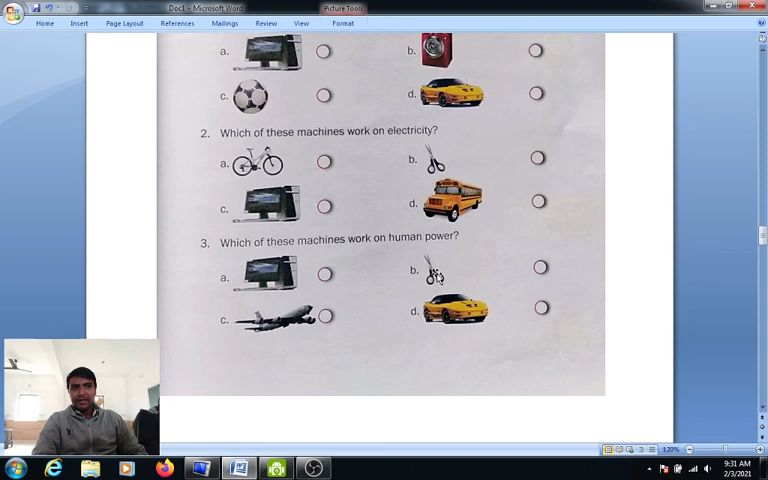 Doc1 - Microsoft Word
Picture Tools
Home Insert Page Layout References Mailings Review View Format
a. b.
c. d.
2. Which of these machines work on electricity?
a. b.
c. d.
3. Which of these machines work on human power?
a. b.
c. d.
120%
9:31 AM
2/3/2021